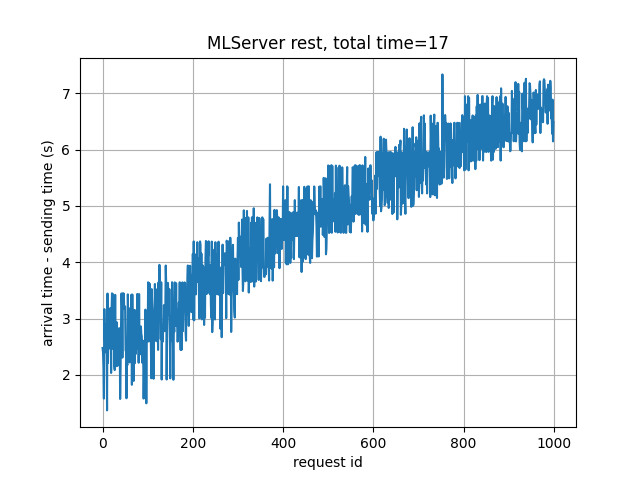 MLServer rest, total time=17
arrival time - sending time (s)
7
6
5
4
3
2
0 200 400 600 800 1000
request id